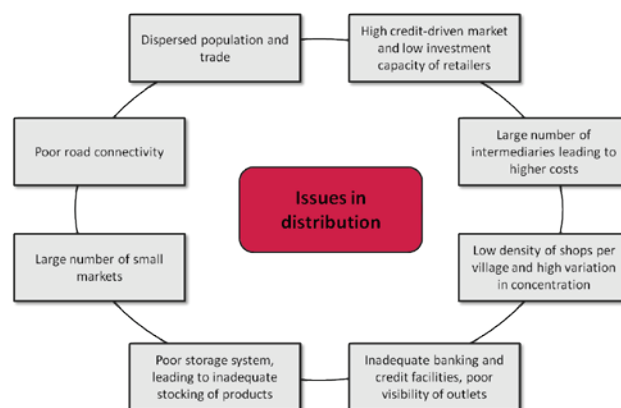 Dispersed population and
trade
High credit-driven market
and low investment
capacity of retailers
Poor road connectivity
Large number of
intermediaries leading to
higher costs
Issues in
distribution
Large number of small
markets
Low density of shops per
village and high variation
in concentration
Poor storage system,
leading to inadequate
stocking of products
Inadequate banking and
credit facilities, poor
visibility of outlets